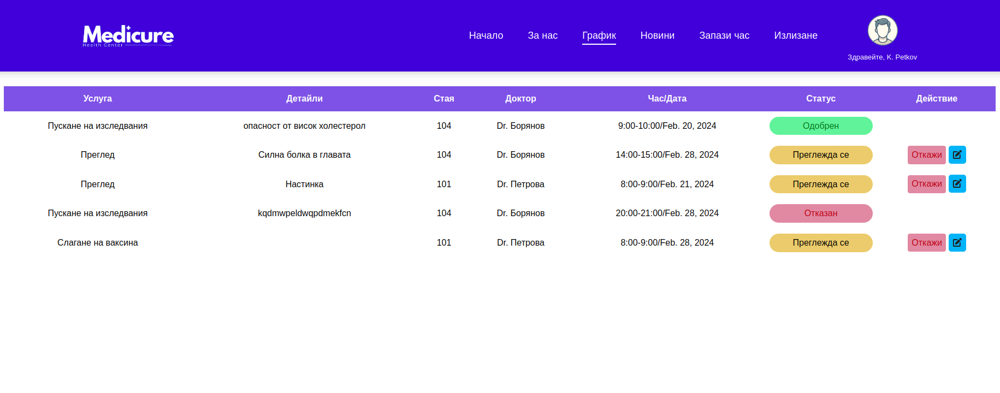 Medicure
Health Center
Начало За нас График Новини Запази час Излизане
Здравейте, K. Petkov
Услуга Детайли Стая Доктор Час/Дата Статус Действие
Пускане на изследвания опасност от висок холестерол 104 Dr. Борянов 9:00-10:00/Feb. 20, 2024 Одобрен
Преглед Силна болка в главата 104 Dr. Борянов 14:00-15:00/Feb. 28, 2024 Преглежда се Откажи
Преглед Настинка 101 Dr. Петрова 8:00-9:00/Feb. 21, 2024 Преглежда се Откажи
Пускане на изследвания kqdmwpeldwqpdmekfcn 104 Dr. Борянов 20:00-21:00/Feb. 28, 2024 Отказан
Слагане на ваксина 101 Dr. Петрова 8:00-9:00/Feb. 28, 2024 Преглежда се Откажи